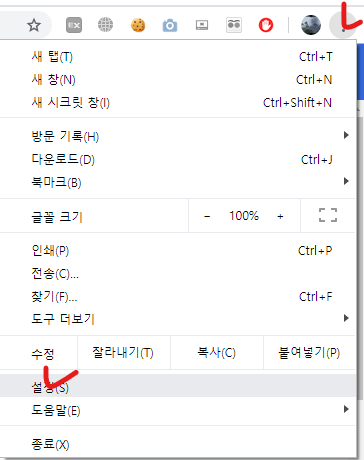 새 탭(T) Ctrl+T
새 창(N) Ctrl+N
새 시크릿 창(I) Ctrl+Shift+N
방문 기록(H)
다운로드(D) Ctrl+J
북마크(B)
글꼴 크기 - 100% +
인쇄(P) Ctrl+P
전송(C)...
찾기(F)... Ctrl+F
도구 더보기
수정 잘라내기(T) 복사(C) 붙여넣기(P)
설정(S)
도움말(E)
종료(X)